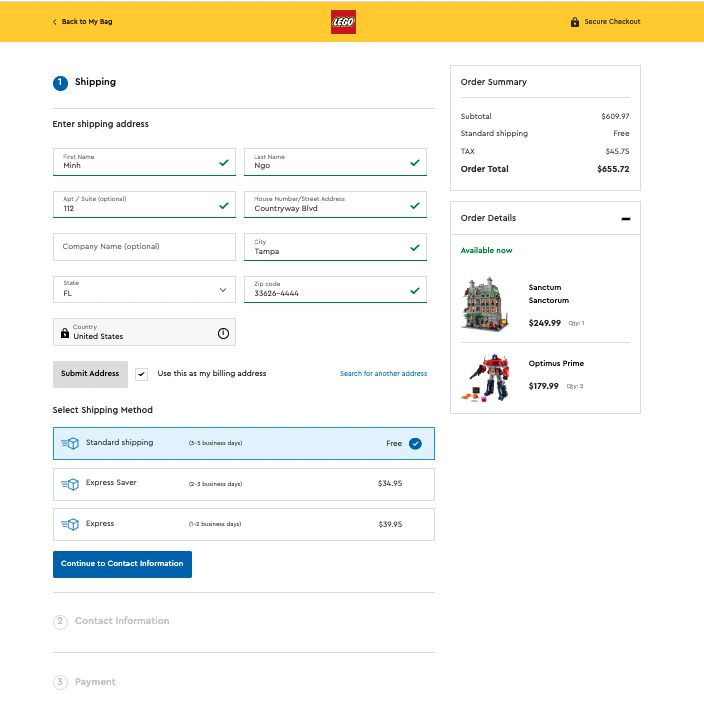 Back to My Bag
LEGO
Secure Checkout
1 Shipping
Enter shipping address
First Name
Minh
Last Name
Ngo
Apt / Suite (optional)
112
House Number/Street Address
Countryway Blvd
Company Name (optional)
City
Tampa
State
FL
Zip code
33626-4444
Country
United States
Submit Address
Use this as my billing address
Search for another address
Select Shipping Method
Standard shipping (3-5 business days) Free
Express Saver (2-3 business days) $34.95
Express (1-2 business days) $39.95
Continue to Contact Information
2 Contact Information
3 Payment
Order Summary
Subtotal $609.97
Standard shipping Free
TAX $45.75
Order Total $655.72
Order Details
Available now
Sanctum
Sanctorum
$249.99 Qty: 1
Optimus Prime
$179.99 Qty: 2